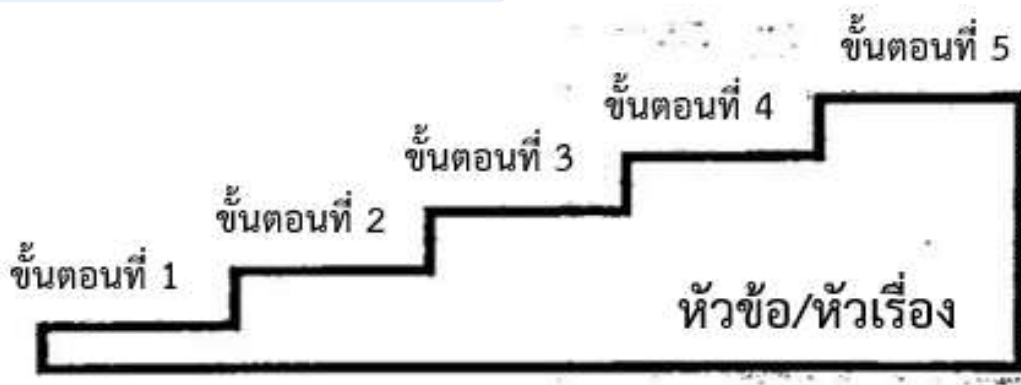 ขั้นตอนที่ 5
ขั้นตอนที่ 4
ขั้นตอนที่ 3
ขั้นตอนที่ 2
ขั้นตอนที่ 1
หัวข้อ/หัวเรื่อง